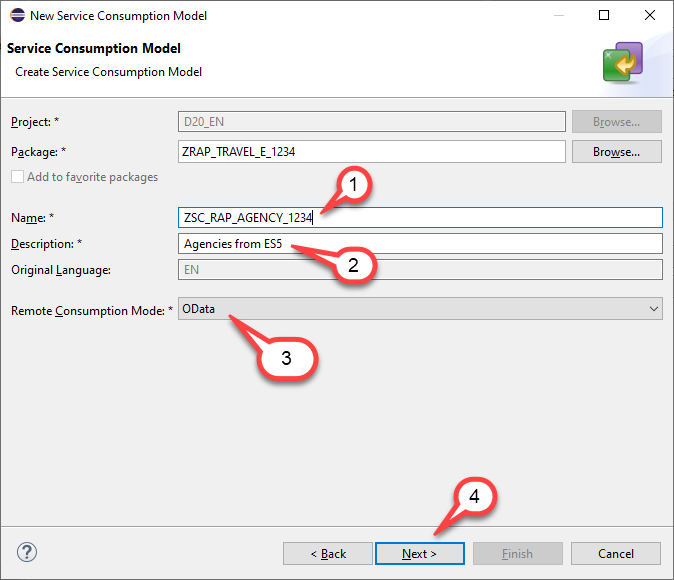 New Service Consumption Model
Service Consumption Model
Create Service Consumption Model
Project: * D20_EN Browse...
Package: * ZRAP_TRAVEL_E_1234 Browse...
Add to favorite packages
1
Name: * ZSC_RAP_AGENCY_1234
Description: * Agencies from ES5
2
Original Language: EN
Remote Consumption Mode: * OData
3
4
? < Back Next > Finish Cancel